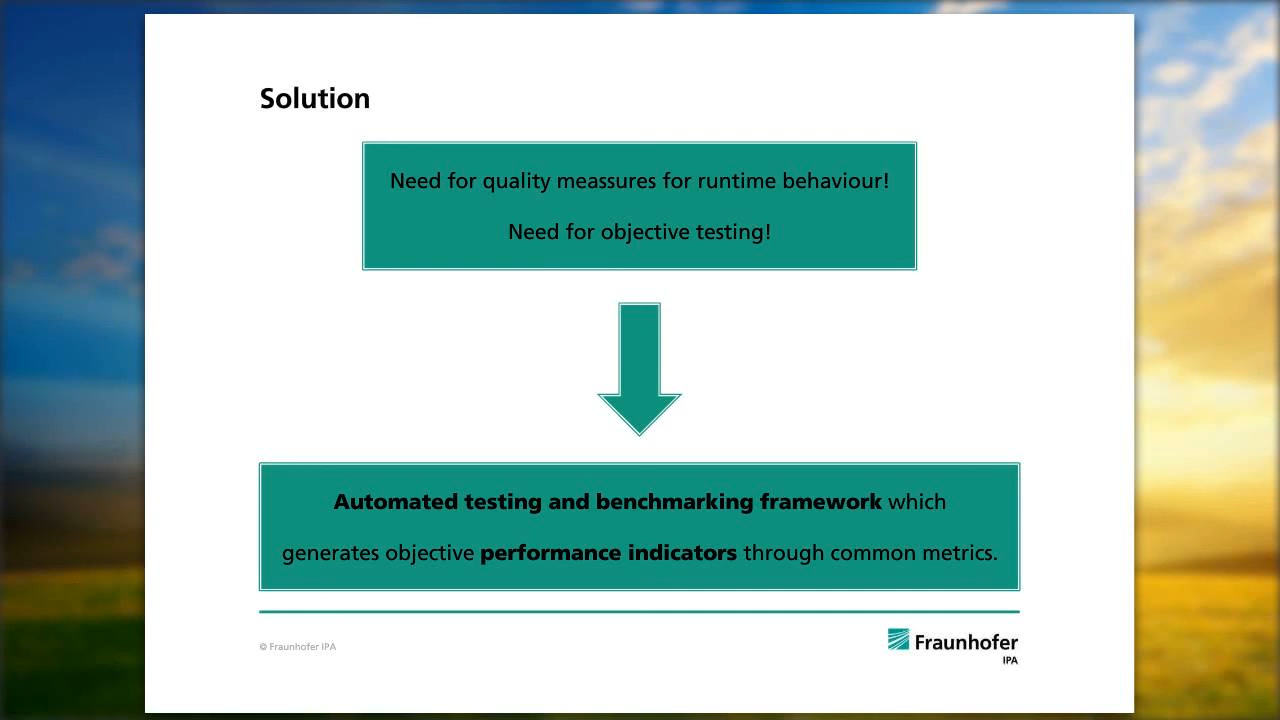 Solution
Need for quality meassures for runtime behaviour!
Need for objective testing!
Automated testing and benchmarking framework which
generates objective performance indicators through common metrics.
© Fraunhofer IPA
Fraunhofer
IPA